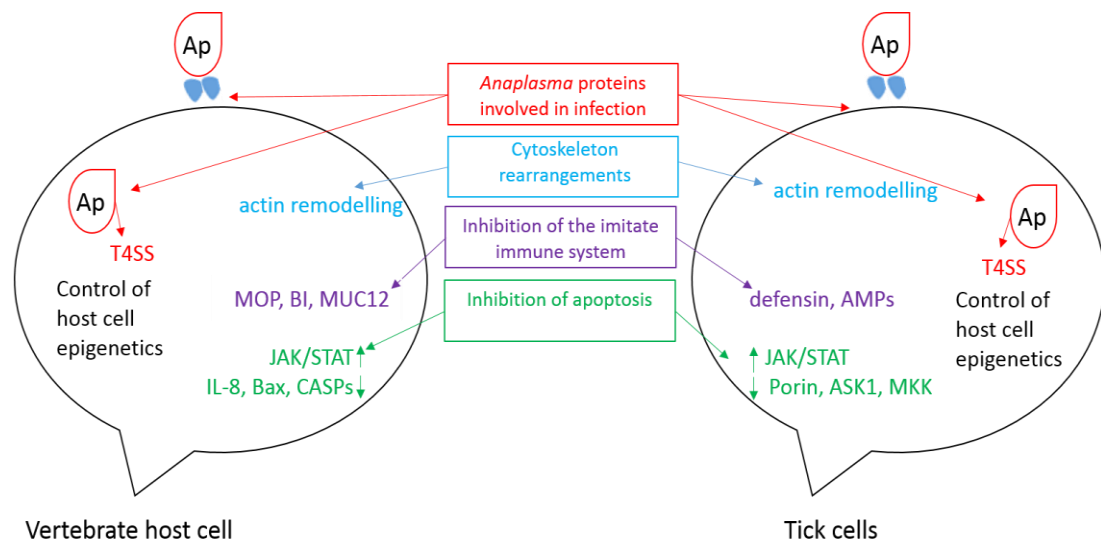 Ap
Ap
Anaplasma proteins
involved in infection
Cytoskeleton
rearrangements
actin remodelling
actin remodelling
Ap
Ap
Inhibition of the imitate
immune system
T4SS
T4SS
Control of
host cell
epigenetics
MOP, BI, MUC12
defensin, AMPs
Control of
host cell
epigenetics
Inhibition of apoptosis
JAK/STAT
IL-8, Bax, CASPs
JAK/STAT
Porin, ASK1, MKK
Vertebrate host cell
Tick cells